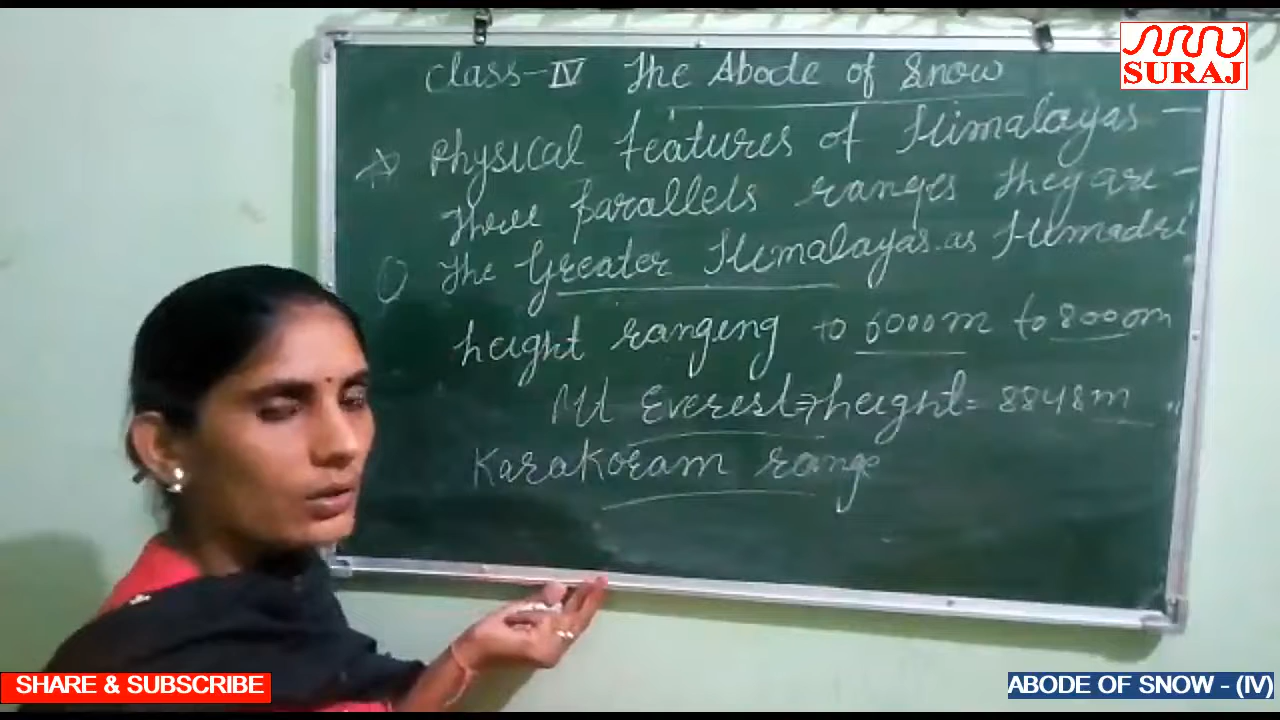 SURAJ
Class-IV The Abode of Snow
Physical features of Himalayas -
three parallels ranges they are -
The Greater Himalayas as Himadri
height ranging to 6000m to 8000m
Mt Everest ⇒ height = 8848m
Karakoram range
SHARE & SUBSCRIBE
ABODE OF SNOW - (IV)